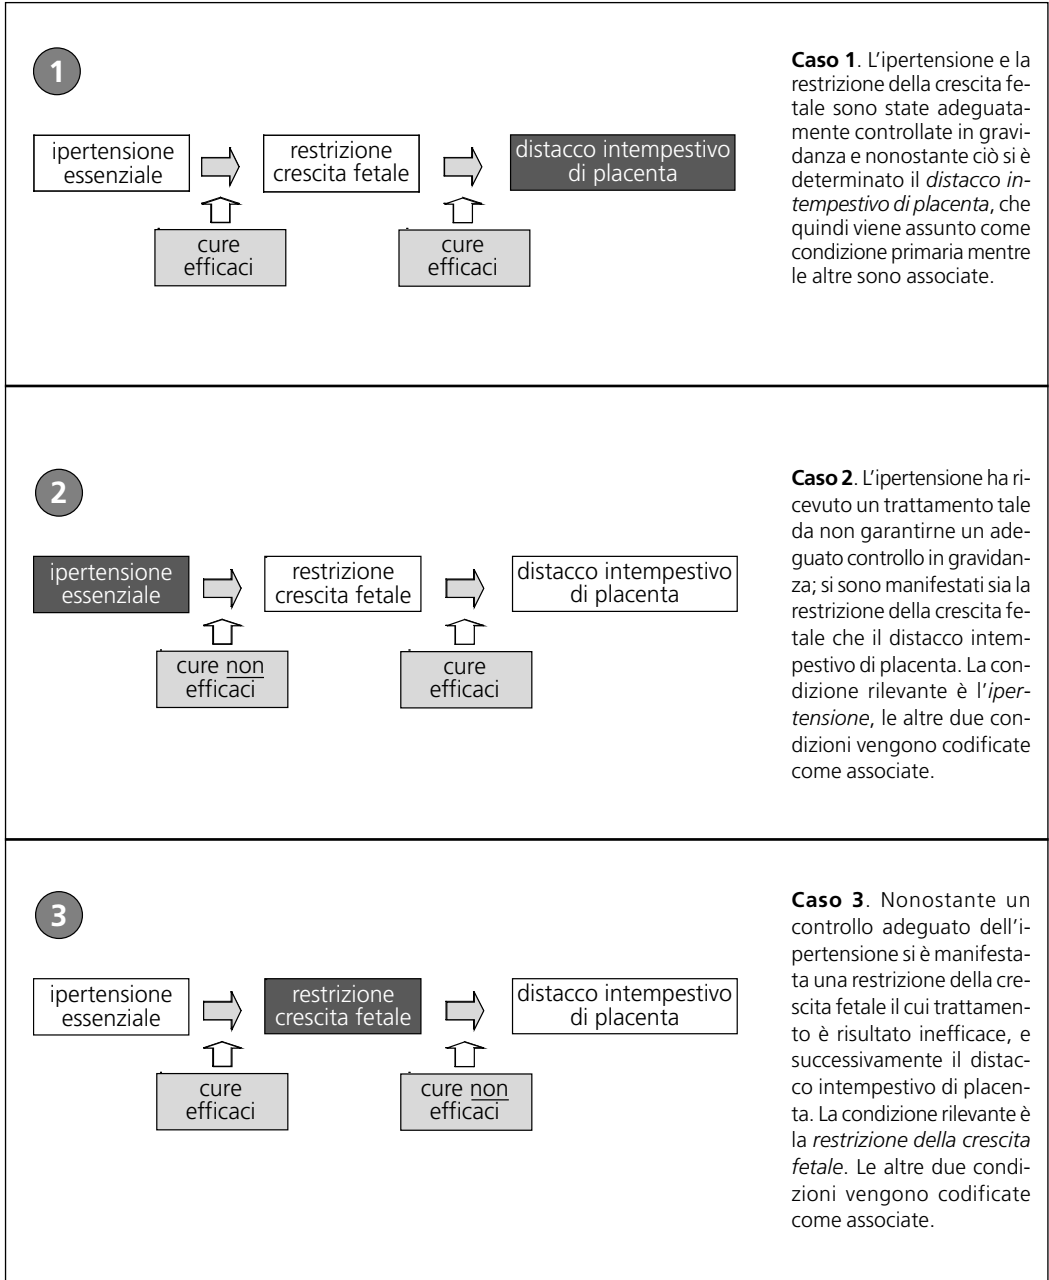 1
ipertensione
essenziale
restrizione
crescita fetale
distacco intempestivo
di placenta
cure
efficaci
cure
efficaci
Caso 1. L'ipertensione e la
restrizione della crescita fe-
tale sono state adeguata-
mente controllate in gravi-
danza e nonostante ciò si è
determinato il distacco in-
tempestivo di placenta, che
quindi viene assunto come
condizione primaria mentre
le altre sono associate.
2
ipertensione
essenziale
restrizione
crescita fetale
distacco intempestivo
di placenta
cure non
efficaci
cure
efficaci
Caso 2. L'ipertensione ha ri-
cevuto un trattamento tale
da non garantirne un ade-
guato controllo in gravidan-
za; si sono manifestati sia la
restrizione della crescita fe-
tale che il distacco intem-
pestivo di placenta. La con-
dizione rilevante è l'iper-
tensione, le altre due con-
dizioni vengono codificate
come associate.
3
ipertensione
essenziale
restrizione
crescita fetale
distacco intempestivo
di placenta
cure
efficaci
cure non
efficaci
Caso 3. Nonostante un
controllo adeguato dell'i-
pertensione si è manifesta-
ta una restrizione della cre-
scita fetale il cui trattamen-
to è risultato inefficace, e
successivamente il distac-
co intempestivo di placen-
ta. La condizione rilevante è
la restrizione della crescita
fetale. Le altre due condi-
zioni vengono codificate
come associate.